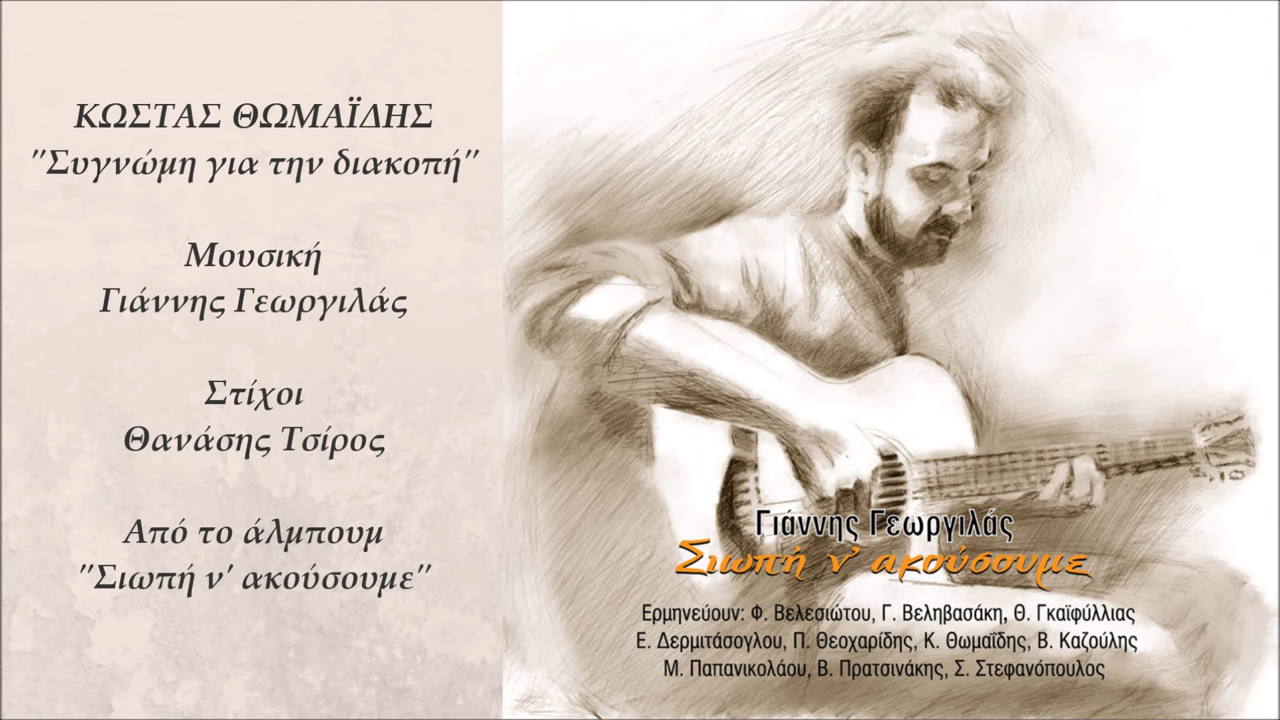 ΚΩΣΤΑΣ ΘΩΜΑΪΔΗΣ
"Συγνώμη για την διακοπή"
Μουσική
Γιάννης Γεωργιλάς
Στίχοι
Θανάσης Τσίρος
Από το άλμπουμ
"Σιωπή ν' ακούσουμε"
Γιάννης Γεωργιλάς
Σιωπή ν' ακούσουμε
Ερμηνεύουν: Φ. Βελεσιώτου, Γ. Βεληβασάκη, Θ. Γκαϊφύλλιας
Ε. Δερμιτάσογλου, Π. Θεοχαρίδης, Κ. Θωμαΐδης, Β. Καζούλης
Μ. Παπανικολάου, Β. Πρατσινάκης, Σ. Στεφανόπουλος